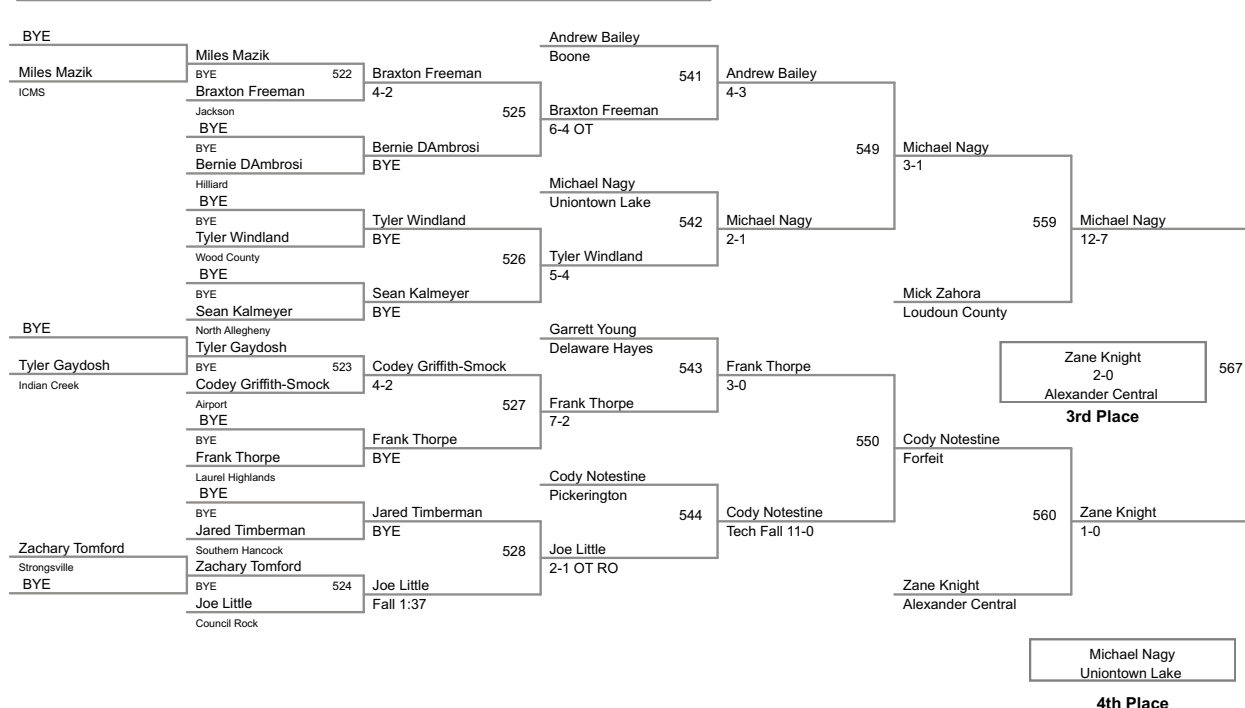 BYE
Miles Mazik
ICMS
BYE
Tyler Gaydosh
Indian Creek
Zachary Tomford
Strongsville
BYE
Miles Mazik
BYE
522
Braxton Freeman
Jackson
BYE
BYE
Bernie DAmbrosi
Hilliard
BYE
BYE
Tyler Windland
Wood County
BYE
BYE
Sean Kalmeyer
North Allegheny
Tyler Gaydosh
BYE
523
Codey Griffith-Smock
Airport
BYE
BYE
Frank Thorpe
Laurel Highlands
BYE
BYE
Jared Timberman
Southern Hancock
Zachary Tomford
BYE
524
Joe Little
Council Rock
Braxton Freeman
4-2
525
Bernie DAmbrosi
BYE
Tyler Windland
BYE
526
Sean Kalmeyer
BYE
Codey Griffith-Smock
4-2
527
Frank Thorpe
BYE
Jared Timberman
BYE
528
Joe Little
Fall 1:37
Andrew Bailey
Boone
541
Braxton Freeman
6-4 OT
Michael Nagy
Uniontown Lake
542
Tyler Windland
5-4
Garrett Young
Delaware Hayes
543
Frank Thorpe
7-2
Cody Notestine
Pickerington
544
Joe Little
2-1 OT RO
Andrew Bailey
4-3
549
Michael Nagy
2-1
Frank Thorpe
3-0
550
Cody Notestine
Tech Fall 11-0
Michael Nagy
3-1
559
Mick Zahora
Loudoun County
Cody Notestine
Forfeit
560
Zane Knight
Alexander Central
Michael Nagy
12-7
Zane Knight
2-0
Alexander Central
567
3rd Place
Zane Knight
1-0
Michael Nagy
Uniontown Lake
4th Place